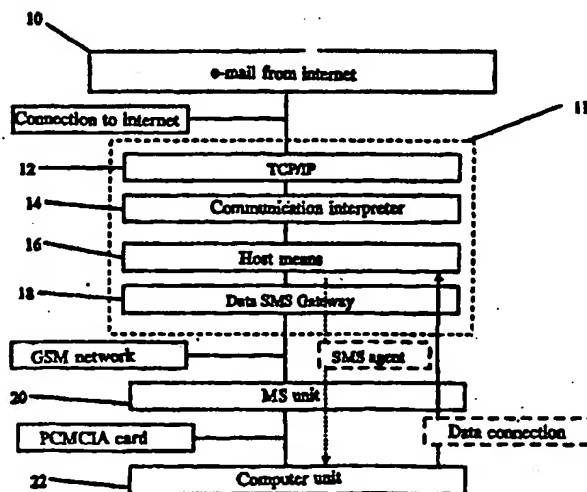 10
e-mail from internet
11
Connection to internet
12
TCP/IP
14
Communication interpreter
16
Host means
18
Data SMS Gateway
GSM network
SMS agent
20
MS unit
PCMCIA card
Data connection
22
Computer unit